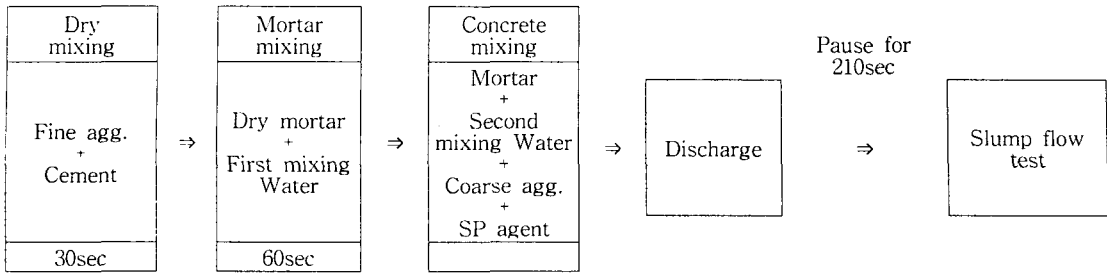 Dry
mixing
Fine agg.
+
Cement
30sec
⇒
Mortar
mixing
Dry mortar
+
First mixing
Water
60sec
⇒
Concrete
mixing
Mortar
+
Second
mixing Water
+
Coarse agg.
+
SP agent
⇒
Discharge
Pause for
210sec
⇒
Slump flow
test